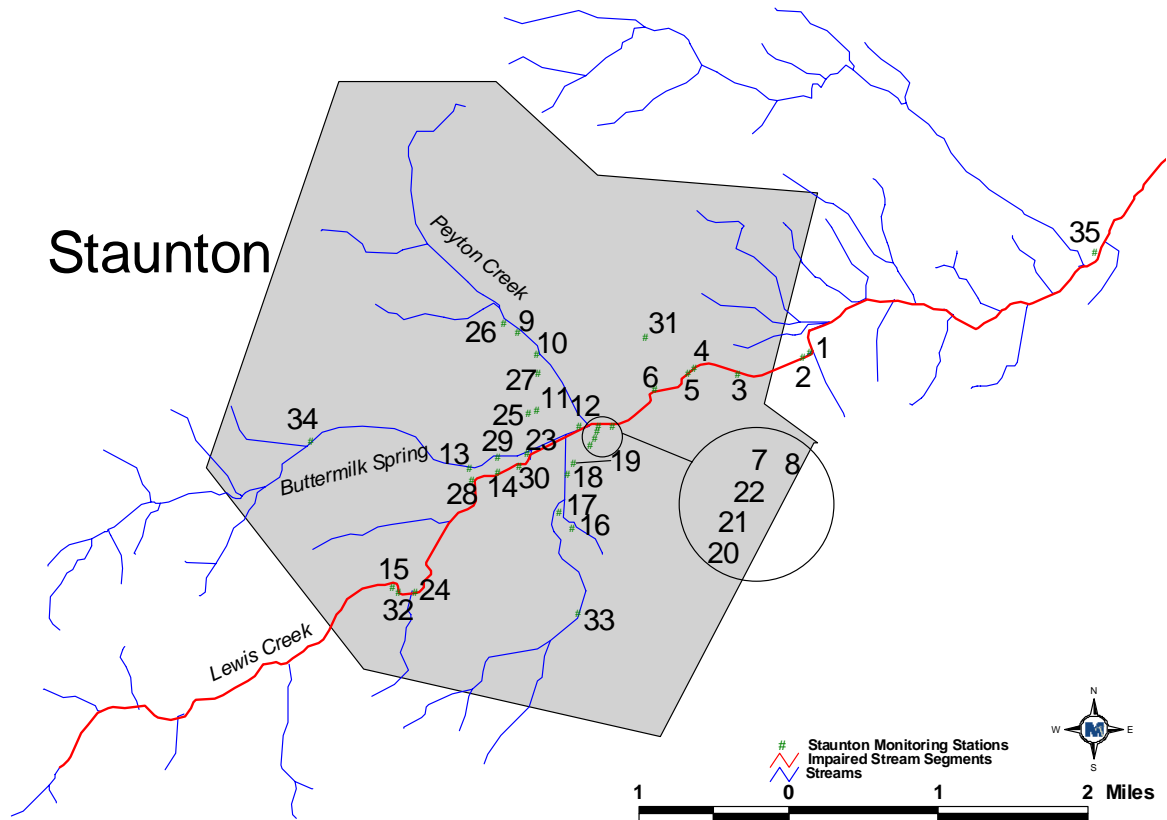 35
Staunton
Peyton Creek
31
26
9
10
4
1
2
27
6
5
3
11
12
25
34
23
29
13
19
7
8
Buttermilk Spring
30
14
18
28
22
17
16
21
20
15
24
32
33
Lewis Creek
N
W
M
E
S
# Staunton Monitoring Stations
Impaired Stream Segments
Streams
1 0 1 2 Miles